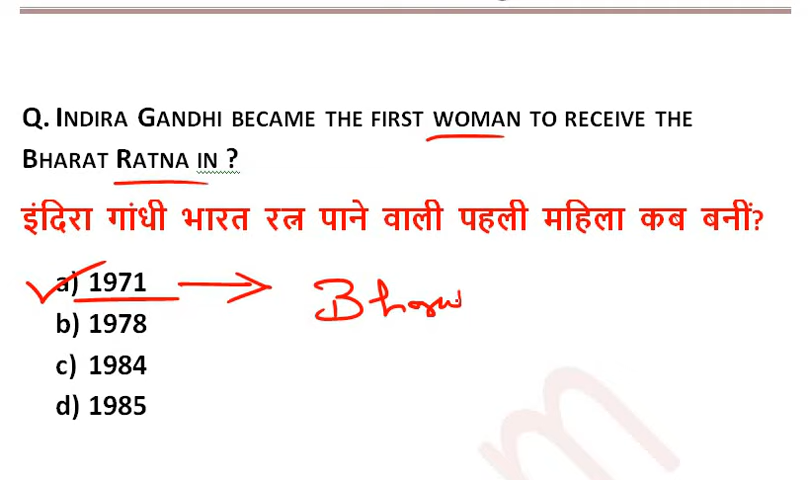 Q. INDIRA GANDHI BECAME THE FIRST WOMAN TO RECEIVE THE
BHARAT RATNA IN ?
इंदिरा गांधी भारत रत्न पाने वाली पहली महिला कब बनीं?
a) 1971
b) 1978
c) 1984
d) 1985